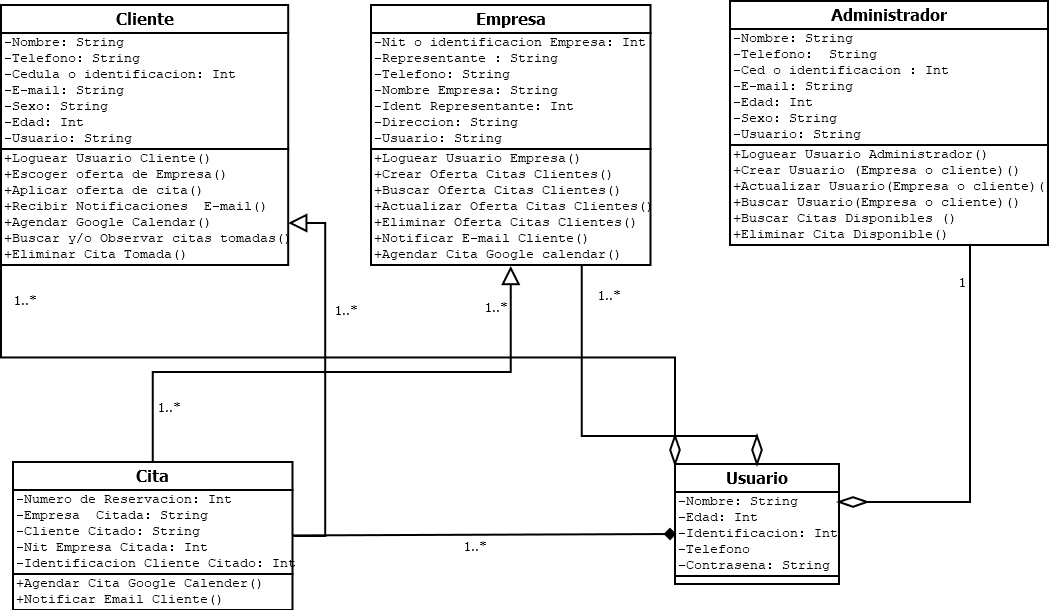 Cliente
-Nombre: String
-Telefono: String
-Cedula o identificacion: Int
-E-mail: String
-Sexo: String
-Edad: Int
-Usuario: String
+Loguear Usuario Cliente()
+Escoger oferta de Empresa()
+Aplicar oferta de cita()
+Recibir Notificaciones  E-mail()
+Agendar Google Calendar()
+Buscar y/o Observar citas tomadas()
+Eliminar Cita Tomada()
Empresa
-Nit o identificacion Empresa: Int
-Representante : String
-Telefono: String
-Nombre Empresa: String
-Ident Representante: Int
-Direccion: String
-Usuario: String
+Loguear Usuario Empresa()
+Crear Oferta Citas Clientes()
+Buscar Oferta Citas Clientes()
+Actualizar Oferta Citas Clientes()
+Eliminar Oferta Citas Clientes()
+Notificar E-mail Cliente()
+Agendar Cita Google calendar()
Administrador
-Nombre: String
-Telefono:  String
-Ced o identificacion : Int
-E-mail: String
-Edad: Int
-Sexo: String
-Usuario: String
+Loguear Usuario Administrador()
+Crear Usuario (Empresa o cliente)()
+Actualizar Usuario(Empresa o cliente)(
+Buscar Usuario(Empresa o cliente)()
+Buscar Citas Disponibles ()
+Eliminar Cita Disponible()
1..*
1..*
1..*
1..*
1
1..*
1..*
Cita
-Numero de Reservacion: Int
-Empresa  Citada: String
-Cliente Citado: String
-Nit Empresa Citada: Int
-Identificacion Cliente Citado: Int
+Agendar Cita Google Calender()
+Notificar Email Cliente()
Usuario
-Nombre: String
-Edad: Int
-Identificacion: Int
-Telefono
-Contrasena: String